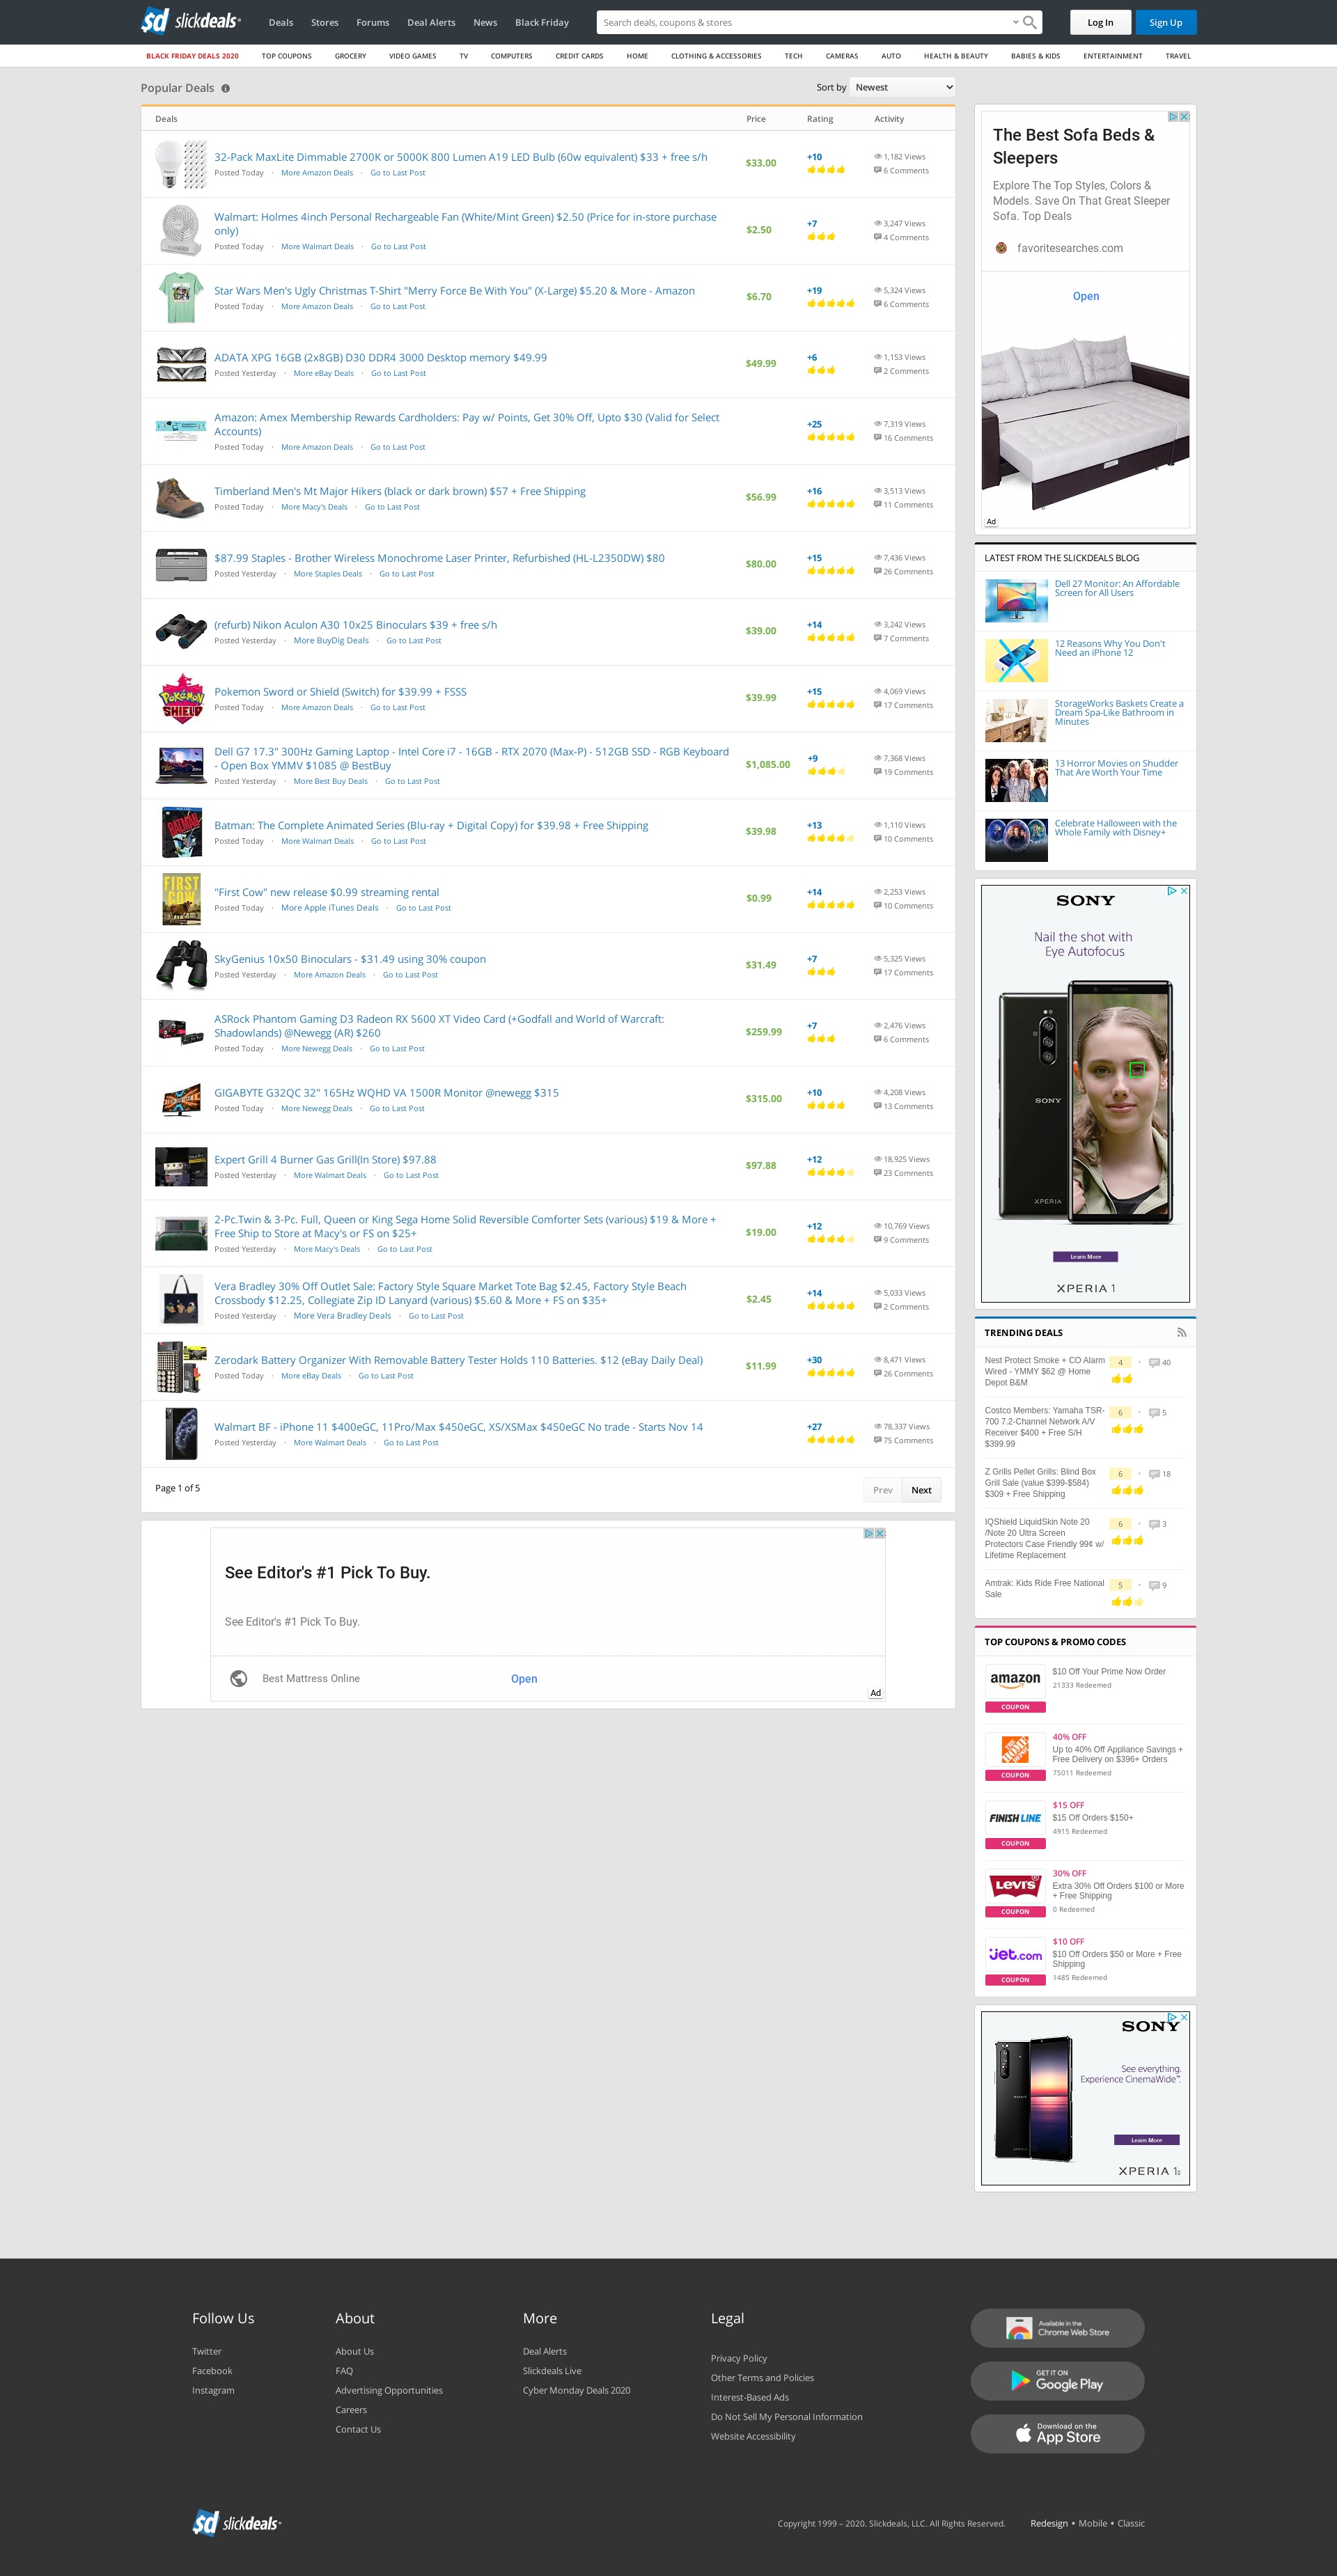 slickdeals
Deals
Stores
Forums
Deal Alerts
News
Black Friday
Search deals, coupons & stores
Log In
Sign Up
BLACK FRIDAY DEALS 2020
TOP COUPONS
GROCERY
VIDEO GAMES
TV
COMPUTERS
CREDIT CARDS
HOME
CLOTHING & ACCESSORIES
TECH
CAMERAS
AUTO
HEALTH & BEAUTY
BABIES & KIDS
ENTERTAINMENT
TRAVEL
Popular Deals
Sort by Newest
Deals Price Rating Activity
32-Pack MaxLite Dimmable 2700K or 5000K 800 Lumen A19 LED Bulb (60w equivalent) $33 + free s/h
Posted Today · More Amazon Deals · Go to Last Post
$33.00
+10
1,182 Views
6 Comments
Walmart: Holmes 4inch Personal Rechargeable Fan (White/Mint Green) $2.50 (Price for in-store purchase
only)
Posted Today · More Walmart Deals · Go to Last Post
$2.50
+7
3,247 Views
4 Comments
Star Wars Men's Ugly Christmas T-Shirt "Merry Force Be With You" (X-Large) $5.20 & More - Amazon
Posted Today · More Amazon Deals · Go to Last Post
$6.70
+19
5,324 Views
6 Comments
ADATA XPG 16GB (2x8GB) D30 DDR4 3000 Desktop memory $49.99
Posted Yesterday · More eBay Deals · Go to Last Post
$49.99
+6
1,153 Views
2 Comments
Amazon: Amex Membership Rewards Cardholders: Pay w/ Points, Get 30% Off, Upto $30 (Valid for Select
Accounts)
Posted Today · More Amazon Deals · Go to Last Post
+25
7,319 Views
16 Comments
Timberland Men's Mt Major Hikers (black or dark brown) $57 + Free Shipping
Posted Today · More Macy's Deals · Go to Last Post
$56.99
+16
3,513 Views
11 Comments
$87.99 Staples - Brother Wireless Monochrome Laser Printer, Refurbished (HL-L2350DW) $80
Posted Yesterday · More Staples Deals · Go to Last Post
$80.00
+15
7,436 Views
26 Comments
(refurb) Nikon Aculon A30 10x25 Binoculars $39 + free s/h
Posted Yesterday · More BuyDig Deals · Go to Last Post
$39.00
+14
3,242 Views
7 Comments
POKÉMON SHIELD
Pokemon Sword or Shield (Switch) for $39.99 + FSSS
Posted Today · More Amazon Deals · Go to Last Post
$39.99
+15
4,069 Views
17 Comments
Dell G7 17.3" 300Hz Gaming Laptop - Intel Core i7 - 16GB - RTX 2070 (Max-P) - 512GB SSD - RGB Keyboard
- Open Box YMMV $1085 @ BestBuy
Posted Yesterday · More Best Buy Deals · Go to Last Post
$1,085.00
+9
7,368 Views
19 Comments
BATMAN
Batman: The Complete Animated Series (Blu-ray + Digital Copy) for $39.98 + Free Shipping
Posted Today · More Walmart Deals · Go to Last Post
$39.98
+13
1,110 Views
10 Comments
FIRST COW
"First Cow" new release $0.99 streaming rental
Posted Today · More Apple iTunes Deals · Go to Last Post
$0.99
+14
2,253 Views
10 Comments
SkyGenius 10x50 Binoculars - $31.49 using 30% coupon
Posted Yesterday · More Amazon Deals · Go to Last Post
$31.49
+7
5,325 Views
17 Comments
ASRock Phantom Gaming D3 Radeon RX 5600 XT Video Card (+Godfall and World of Warcraft:
Shadowlands) @Newegg (AR) $260
Posted Today · More Newegg Deals · Go to Last Post
$259.99
+7
2,476 Views
6 Comments
GIGABYTE G32QC 32" 165Hz WQHD VA 1500R Monitor @newegg $315
Posted Today · More Newegg Deals · Go to Last Post
$315.00
+10
4,208 Views
13 Comments
Expert Grill 4 Burner Gas Grill(In Store) $97.88
Posted Yesterday · More Walmart Deals · Go to Last Post
$97.88
+12
18,925 Views
23 Comments
2-Pc.Twin & 3-Pc. Full, Queen or King Sega Home Solid Reversible Comforter Sets (various) $19 & More +
Free Ship to Store at Macy's or FS on $25+
Posted Yesterday · More Macy's Deals · Go to Last Post
$19.00
+12
10,769 Views
9 Comments
Vera Bradley 30% Off Outlet Sale: Factory Style Square Market Tote Bag $2.45, Factory Style Beach
Crossbody $12.25, Collegiate Zip ID Lanyard (various) $5.60 & More + FS on $35+
Posted Yesterday · More Vera Bradley Deals · Go to Last Post
$2.45
+14
5,033 Views
2 Comments
Zerodark Battery Organizer With Removable Battery Tester Holds 110 Batteries. $12 (eBay Daily Deal)
Posted Today · More eBay Deals · Go to Last Post
$11.99
+30
8,471 Views
26 Comments
Walmart BF - iPhone 11 $400eGC, 11Pro/Max $450eGC, XS/XSMax $450eGC No trade - Starts Nov 14
Posted Yesterday · More Walmart Deals · Go to Last Post
+27
78,337 Views
75 Comments
Page 1 of 5
Prev
Next
See Editor's #1 Pick To Buy.
See Editor's #1 Pick To Buy.
Best Mattress Online
Open
Ad
The Best Sofa Beds &
Sleepers
Explore The Top Styles, Colors &
Models. Save On That Great Sleeper
Sofa. Top Deals
favoritesearches.com
Open
Ad
LATEST FROM THE SLICKDEALS BLOG
Dell 27 Monitor: An Affordable
Screen for All Users
12 Reasons Why You Don't
Need an iPhone 12
StorageWorks Baskets Create a
Dream Spa-Like Bathroom in
Minutes
13 Horror Movies on Shudder
That Are Worth Your Time
Celebrate Halloween with the
Whole Family with Disney+
SONY
Nail the shot with
Eye Autofocus
SONY
XPERIA
Learn More
XPERIA 1
TRENDING DEALS
Nest Protect Smoke + CO Alarm
Wired - YMMY $62 @ Home
Depot B&M
4 • 40
Costco Members: Yamaha TSR-
700 7.2-Channel Network A/V
Receiver $400 + Free S/H
$399.99
6 • 5
Z Grills Pellet Grills: Blind Box
Grill Sale (value $399-$584)
$309 + Free Shipping
6 • 18
IQShield LiquidSkin Note 20
/Note 20 Ultra Screen
Protectors Case Friendly 99¢ w/
Lifetime Replacement
6 • 3
Amtrak: Kids Ride Free National
Sale
5 • 9
TOP COUPONS & PROMO CODES
amazon
COUPON
$10 Off Your Prime Now Order
21333 Redeemed
THE HOME DEPOT
COUPON
40% OFF
Up to 40% Off Appliance Savings +
Free Delivery on $396+ Orders
75011 Redeemed
FINISH LINE
COUPON
$15 OFF
$15 Off Orders $150+
4915 Redeemed
LEVI'S
COUPON
30% OFF
Extra 30% Off Orders $100 or More
+ Free Shipping
0 Redeemed
jet.com
COUPON
$10 OFF
$10 Off Orders $50 or More + Free
Shipping
1485 Redeemed
SONY
See everything.
Experience CinemaWide™.
Learn More
XPERIA 1 II
Follow Us
Twitter
Facebook
Instagram
About
About Us
FAQ
Advertising Opportunities
Careers
Contact Us
More
Deal Alerts
Slickdeals Live
Cyber Monday Deals 2020
Legal
Privacy Policy
Other Terms and Policies
Interest-Based Ads
Do Not Sell My Personal Information
Website Accessibility
Available in the
Chrome Web Store
GET IT ON
Google Play
Download on the
App Store
slickdeals
Copyright 1999 – 2020. Slickdeals, LLC. All Rights Reserved.
Redesign • Mobile • Classic